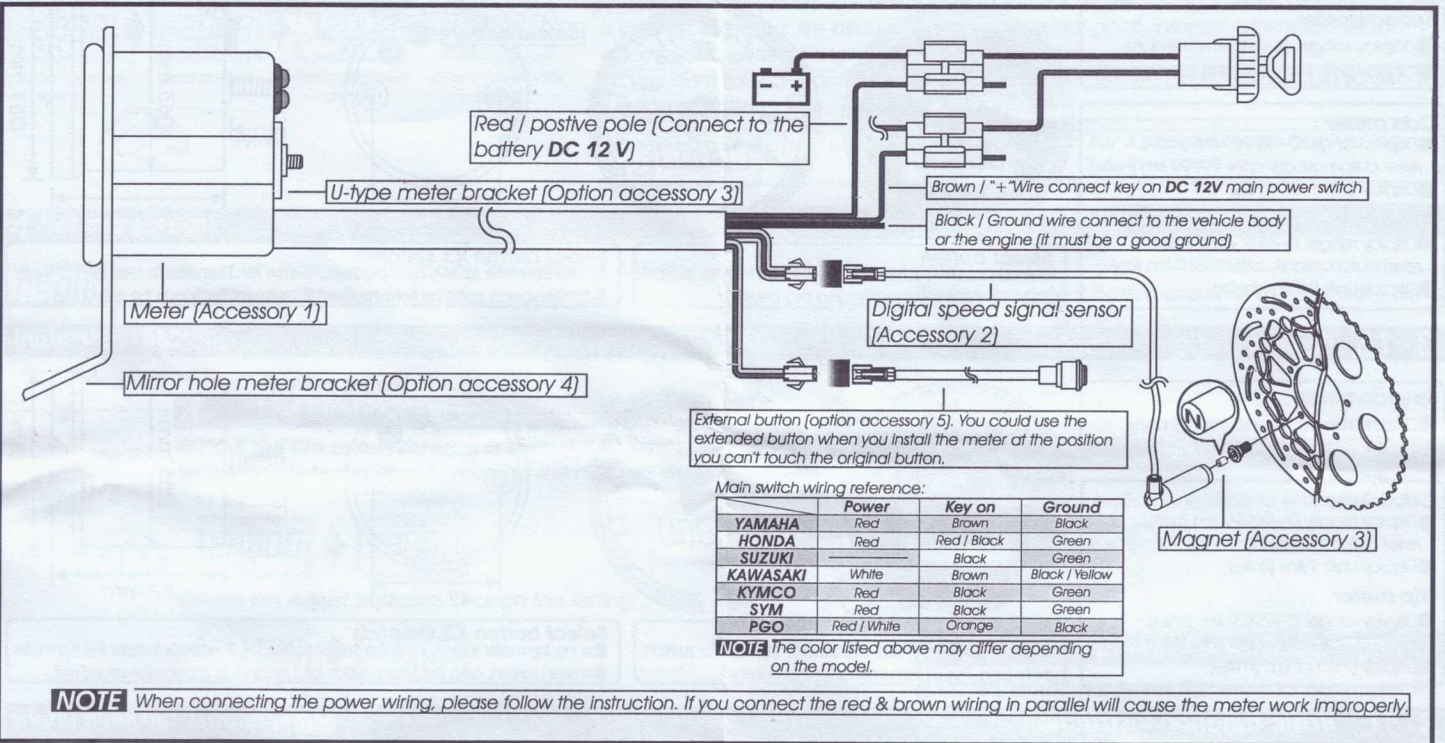 Red / postive pole (Connect to the
battery DC 12 V)
U-type meter bracket (Option accessory 3)
Meter (Accessory 1)
Mirror hole meter bracket (Option accessory 4)
- +
Brown / "+"Wire connect key on DC 12V main power switch
Black / Ground wire connect to the vehicle body
or the engine (it must be a good ground)
Digital speed signal sensor
(Accessory 2)
External button (option accessory 5). You could use the
extended button when you install the meter at the position
you can't touch the original button.
N
Magnet (Accessory 3)
Main switch wiring reference:
Power Key on Ground
YAMAHA Red Brown Black
HONDA Red Red / Black Green
SUZUKI Black Green
KAWASAKI White Brown Black / Yellow
KYMCO Red Black Green
SYM Red Black Green
PGO Red / White Orange Black
NOTE The color listed above may differ depending
on the model.
NOTE When connecting the power wiring, please follow the instruction. If you connect the red & brown wiring in parallel will cause the meter work improperly.